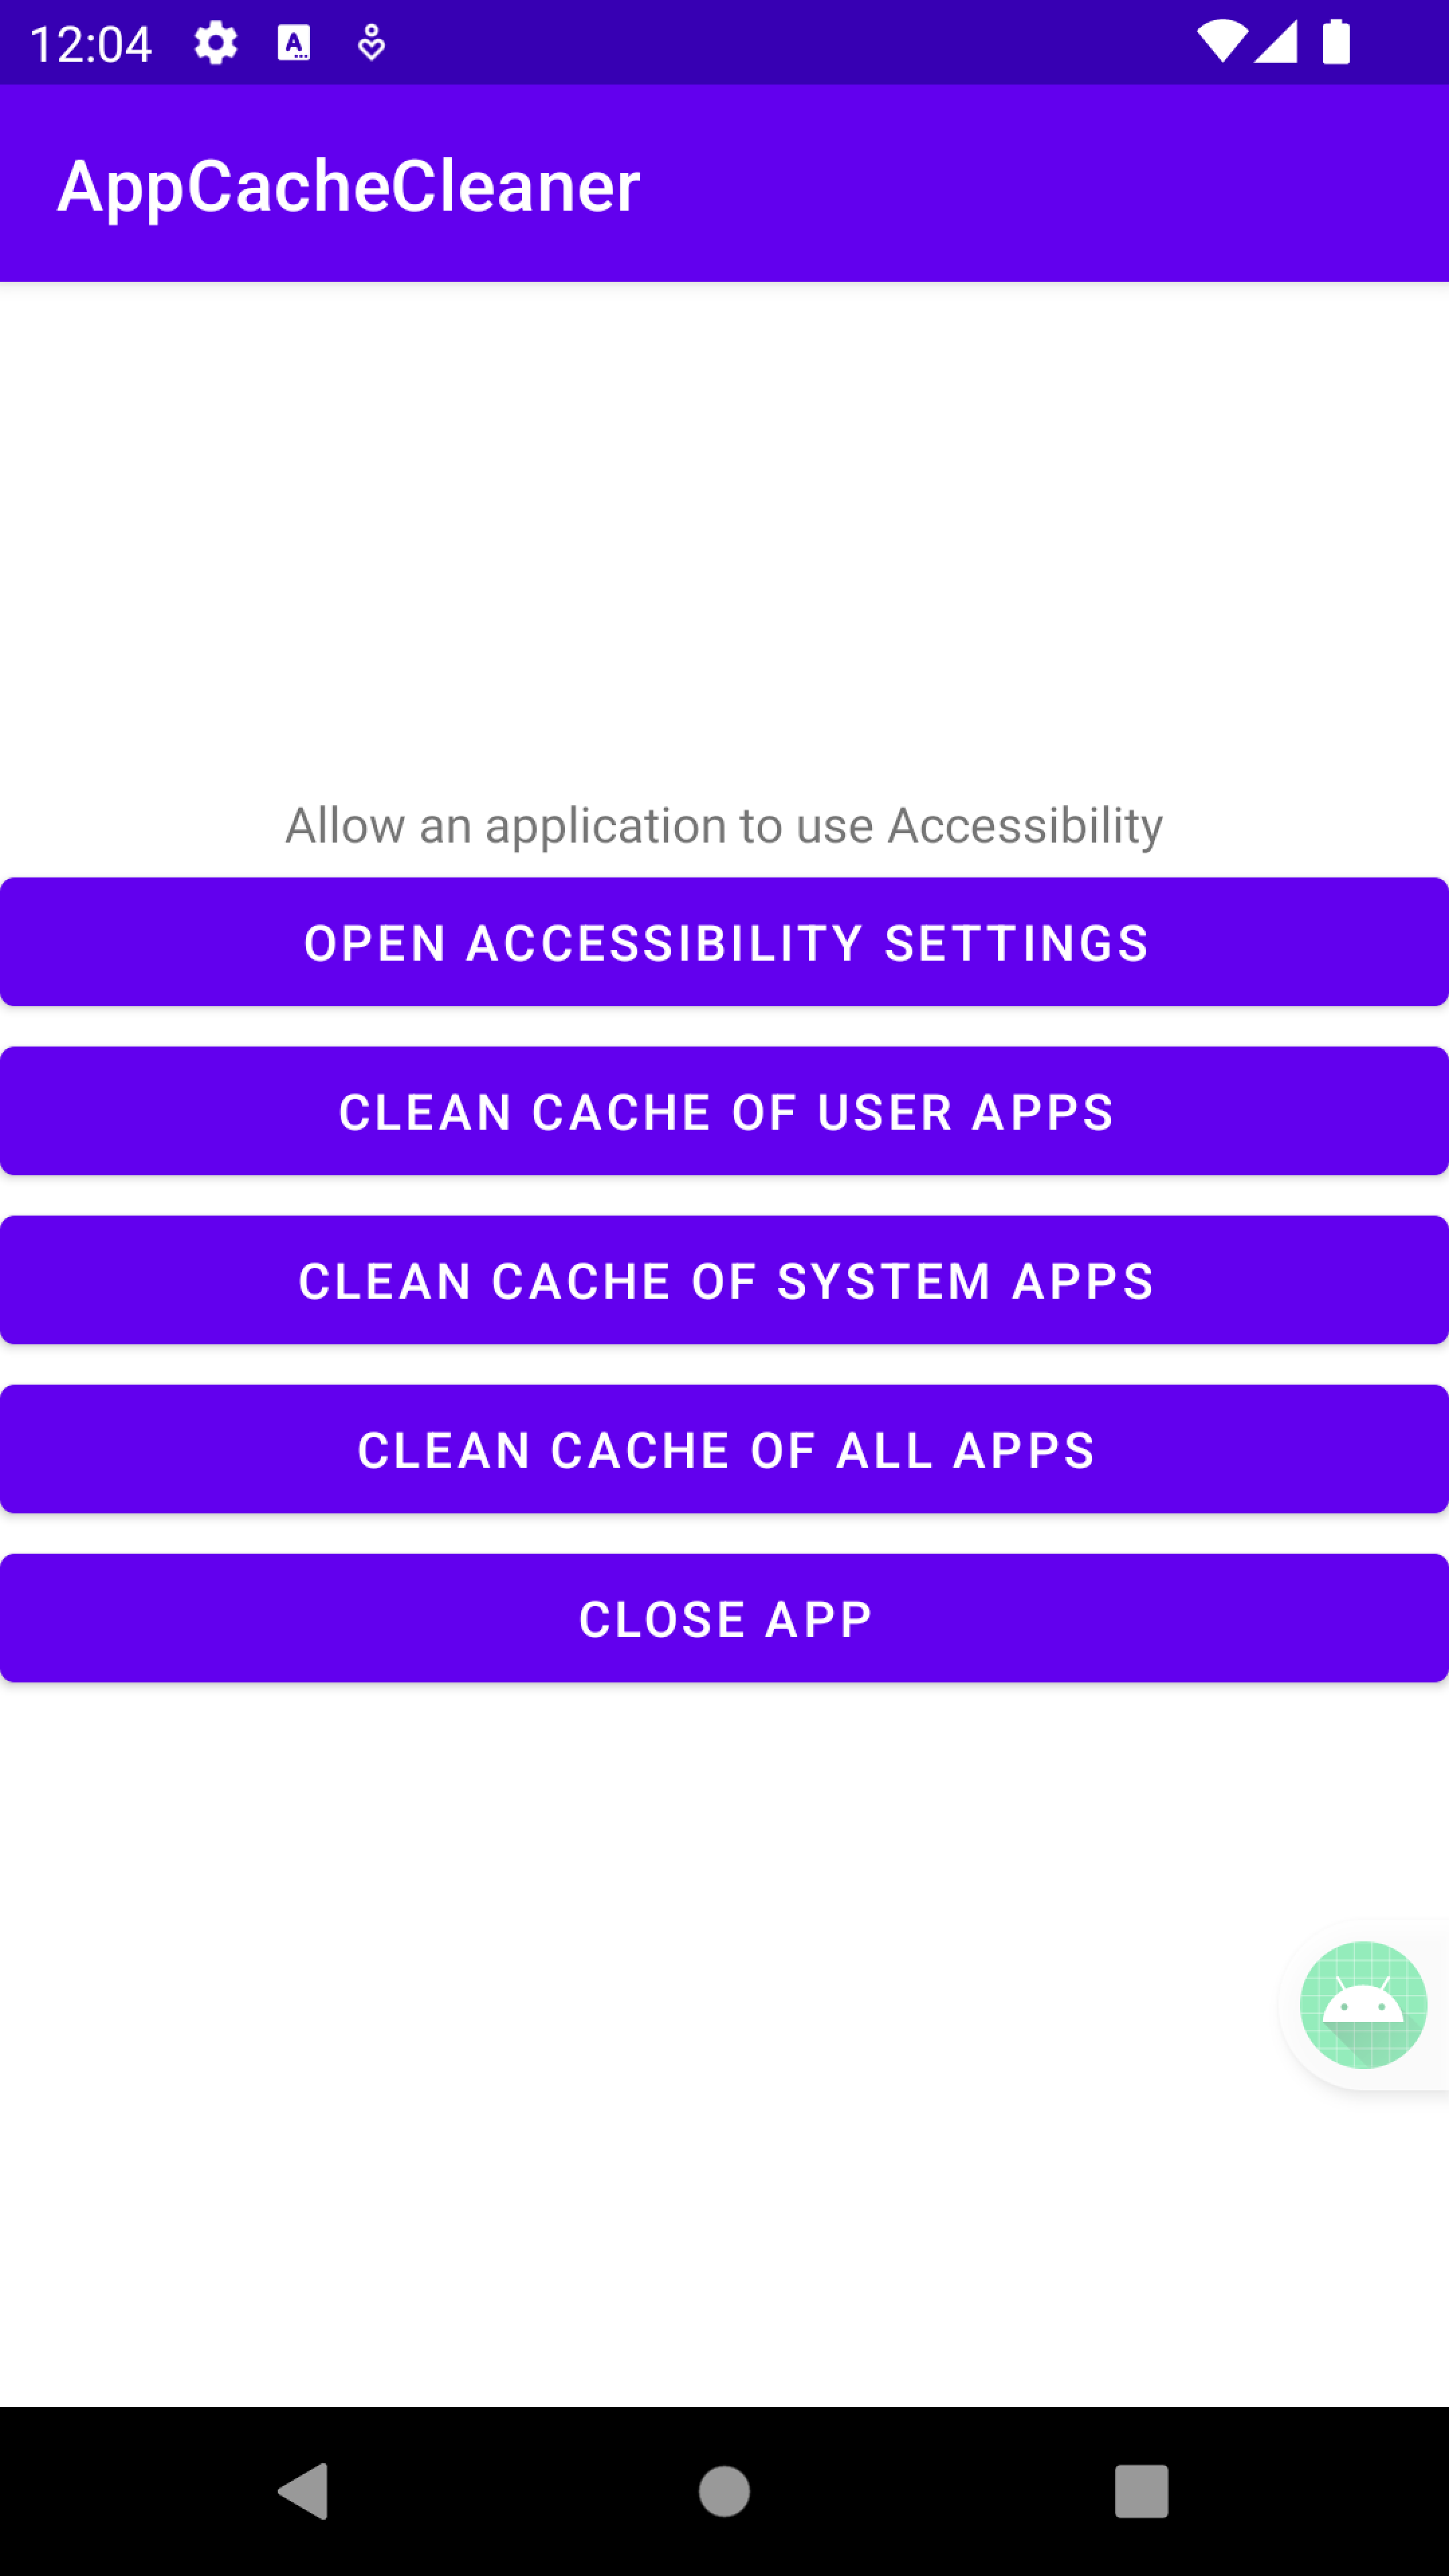 12:04
AppCacheCleaner
Allow an application to use Accessibility
OPEN ACCESSIBILITY SETTINGS
CLEAN CACHE OF USER APPS
CLEAN CACHE OF SYSTEM APPS
CLEAN CACHE OF ALL APPS
CLOSE APP